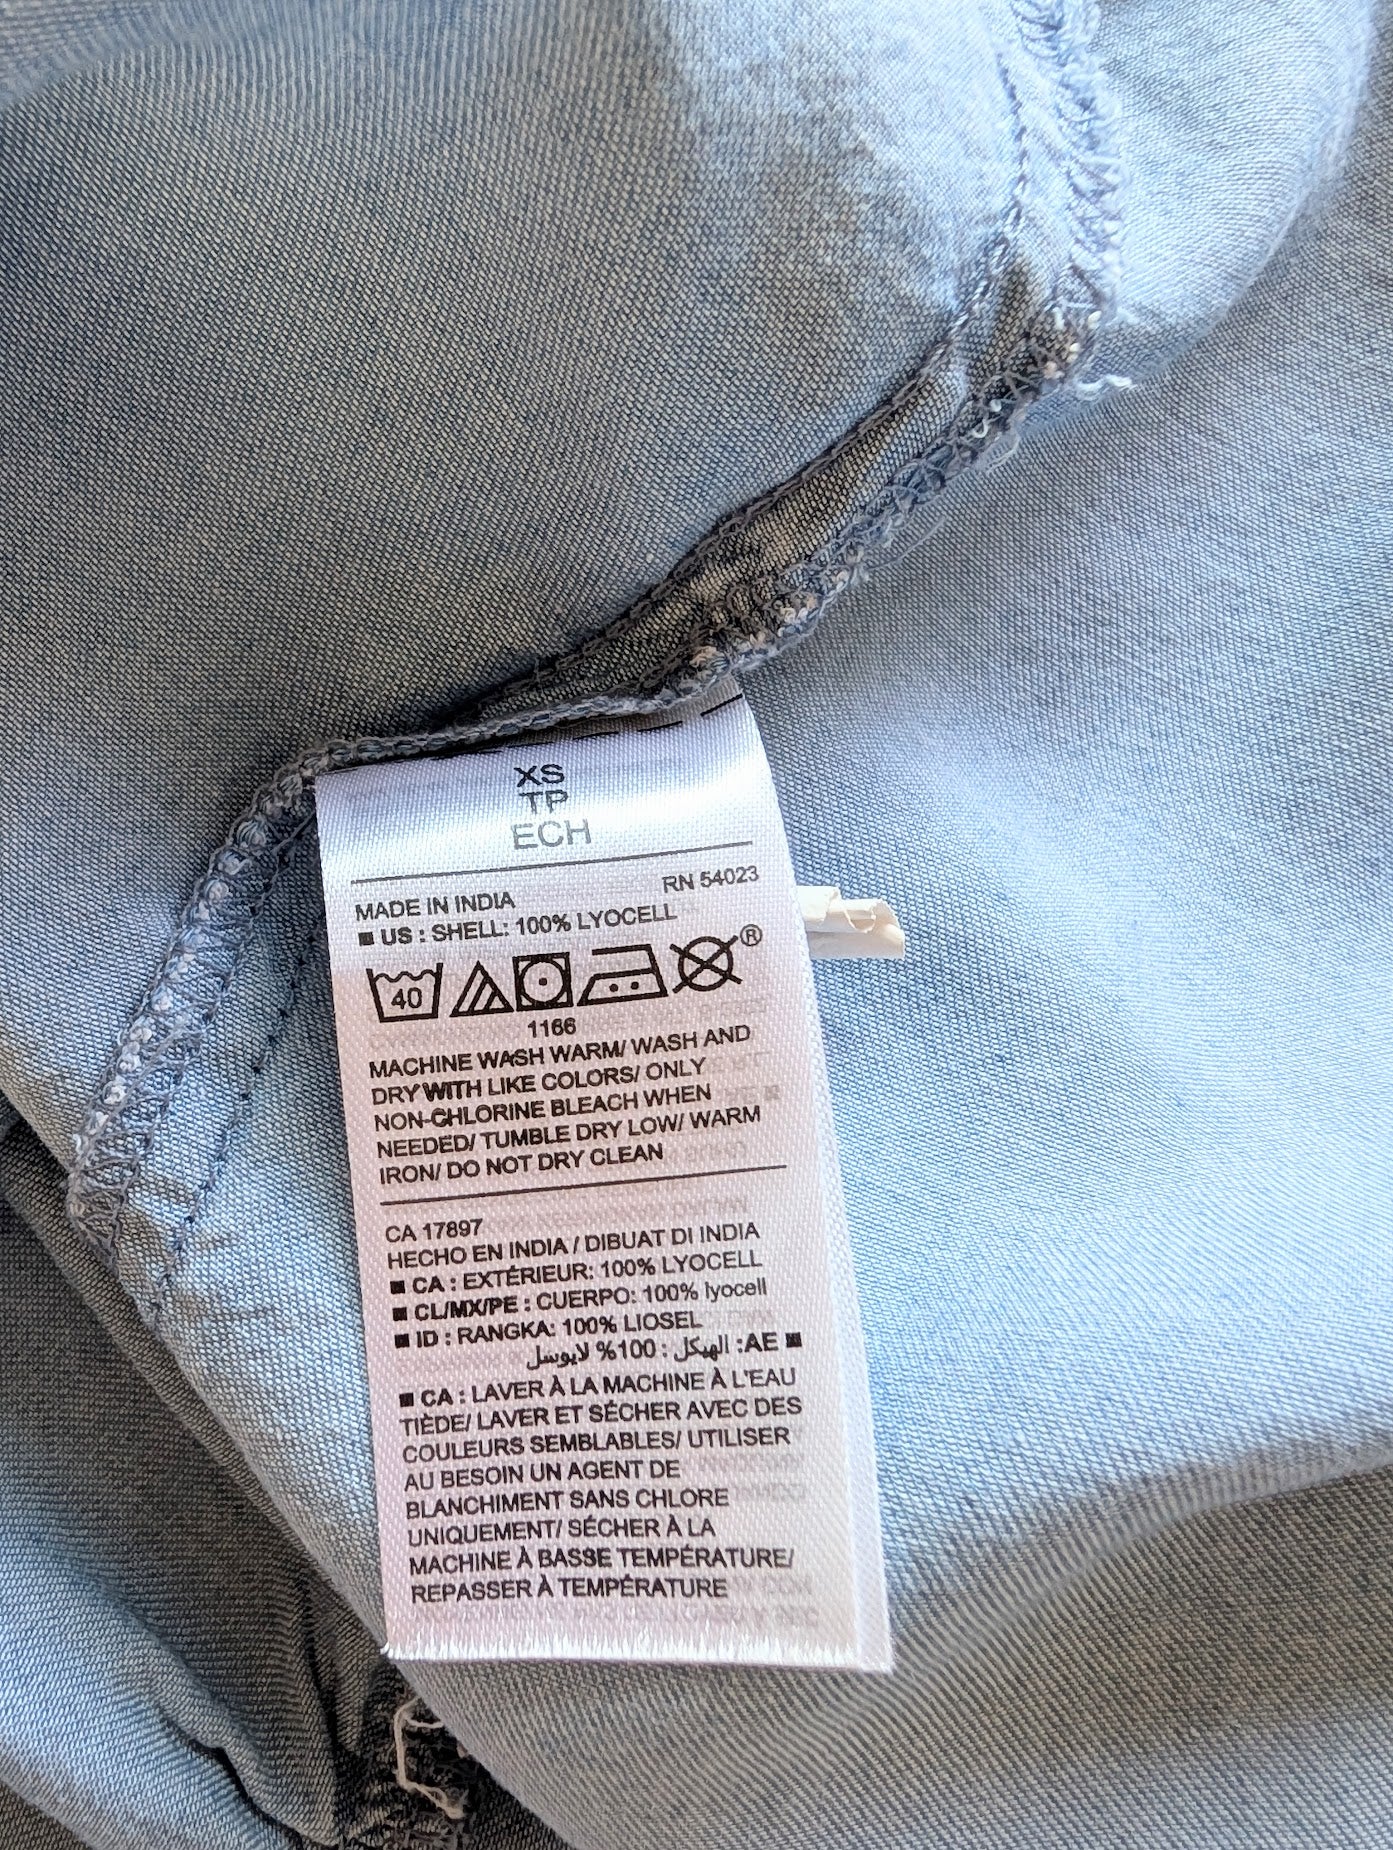 XS
TP
ECH
RN 54023
MADE IN INDIA
■ US : SHELL: 100% LYOCELL
40
®
1166
MACHINE WASH WARM/ WASH AND
DRY WITH LIKE COLORS/ ONLY
NON-CHLORINE BLEACH WHEN
NEEDED/ TUMBLE DRY LOW/ WARM
IRON/ DO NOT DRY CLEAN
CA 17897
HECHO EN INDIA / DIBUAT DI INDIA
■ CA : EXTÉRIEUR: 100% LYOCELL
■ CL/MX/PE : CUERPO: 100% lyocell
■ ID : RANGKA: 100% LIOSEL
■ AE: الهيكل : 100% لايوسل
■ CA : LAVER À LA MACHINE À L'EAU
TIÈDE/ LAVER ET SÉCHER AVEC DES
COULEURS SEMBLABLES/ UTILISER
AU BESOIN UN AGENT DE
BLANCHIMENT SANS CHLORE
UNIQUEMENT/ SÉCHER À LA
MACHINE À BASSE TEMPÉRATURE/
REPASSER À TEMPÉRATURE